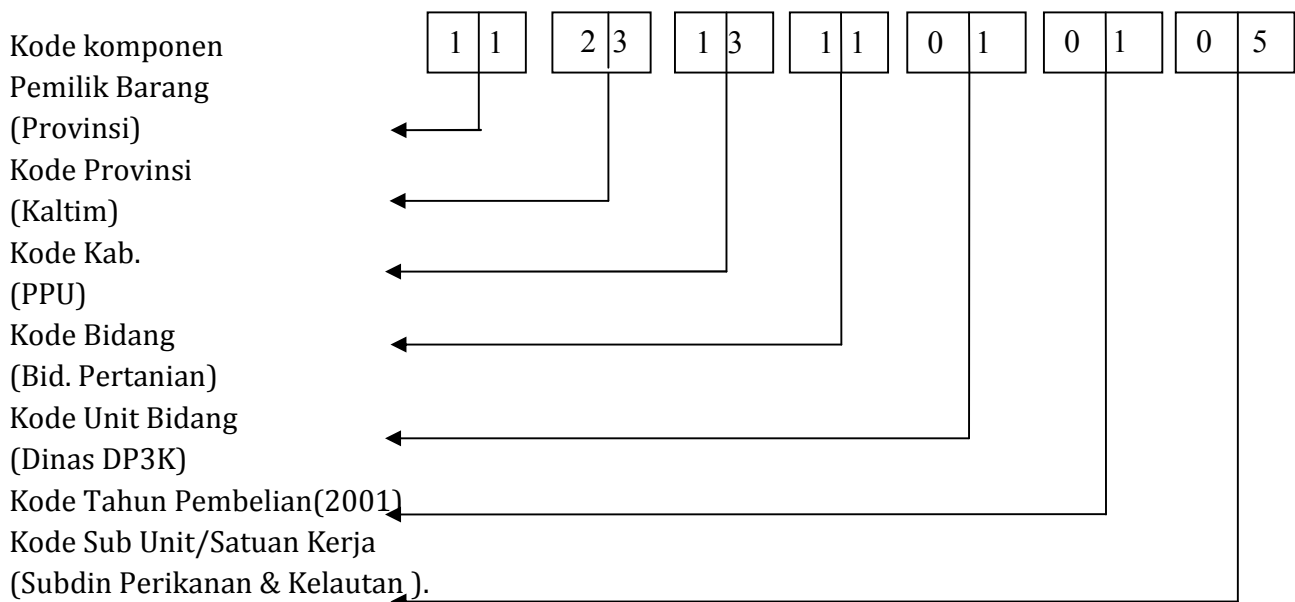 1 1 2 3 1 3 1 1 0 1 0 1 0 5
Kode komponen
Pemilik Barang
(Provinsi)
Kode Provinsi
(Kaltim)
Kode Kab.
(PPU)
Kode Bidang
(Bid. Pertanian)
Kode Unit Bidang
(Dinas DP3K)
Kode Tahun Pembelian(2001)
Kode Sub Unit/Satuan Kerja
(Subdin Perikanan & Kelautan ).